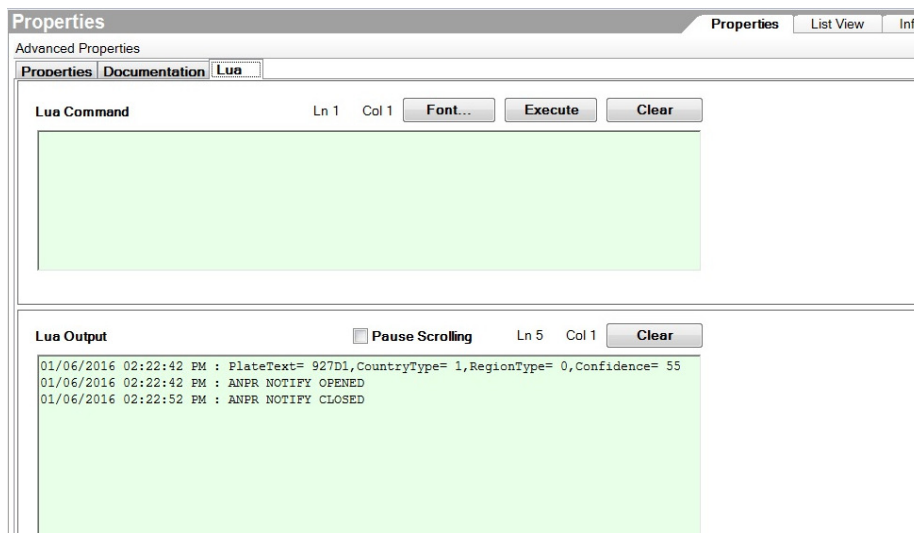 Properties
Properties List View Inf
Advanced Properties
Properties Documentation Lua
Lua Command Ln 1 Col 1 Font... Execute Clear
Lua Output Pause Scrolling Ln 5 Col 1 Clear
01/06/2016 02:22:42 PM : PlateText= 927D1,CountryType= 1,RegionType= 0,Confidence= 55
01/06/2016 02:22:42 PM : ANPR NOTIFY OPENED
01/06/2016 02:22:52 PM : ANPR NOTIFY CLOSED